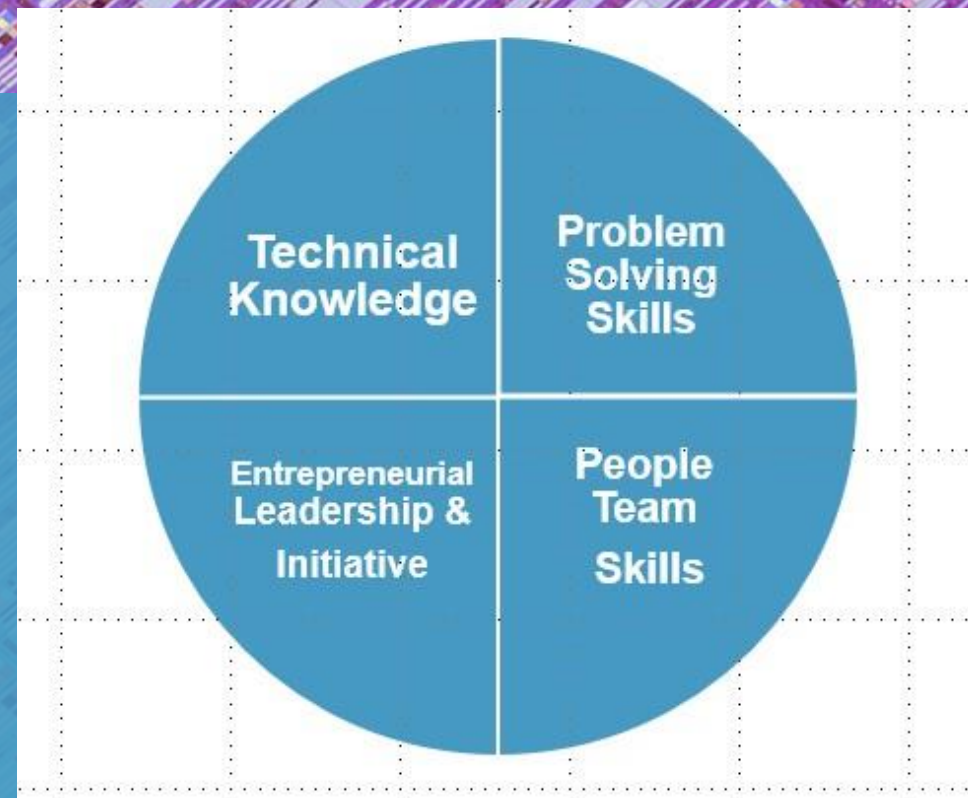 Technical
Knowledge
Problem
Solving
Skills
Entrepreneurial
Leadership &
Initiative
People
Team
Skills